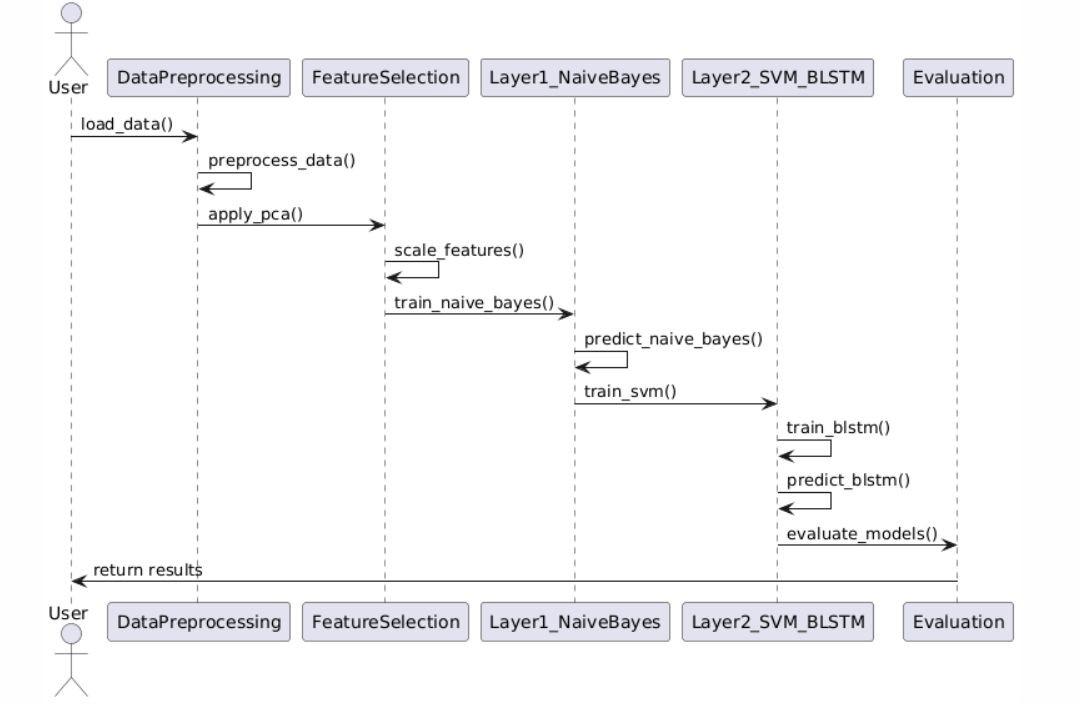 User
DataPreprocessing
FeatureSelection
Layer1_NaiveBayes
Layer2_SVM_BLSTM
Evaluation
load_data()
preprocess_data()
apply_pca()
scale_features()
train_naive_bayes()
predict_naive_bayes()
train_svm()
train_blstm()
predict_blstm()
evaluate_models()
return results
User
DataPreprocessing
FeatureSelection
Layer1_NaiveBayes
Layer2_SVM_BLSTM
Evaluation